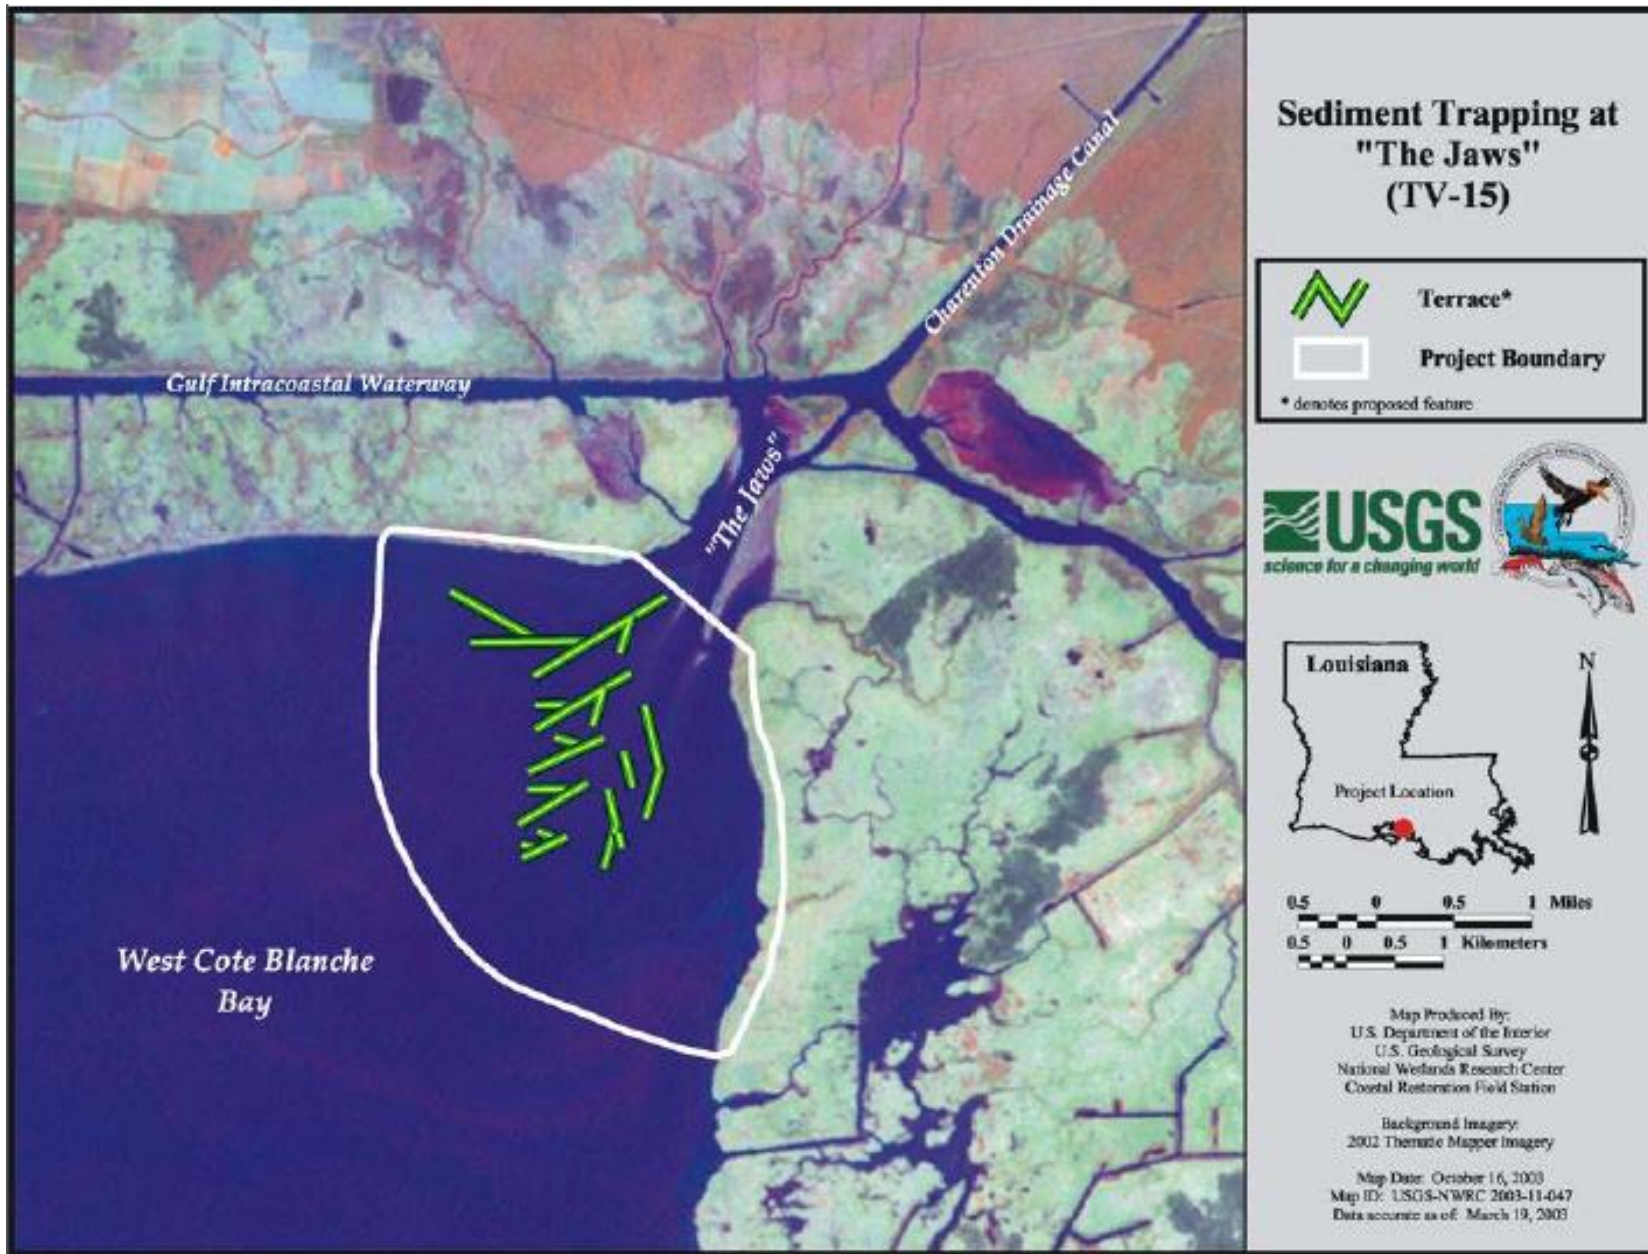 Sediment Trapping at
"The Jaws"
(TV-15)
Terrace*
Project Boundary
* denotes proposed feature
USGS
science for a changing world
Louisiana
N
Project Location
0.5 0 0.5 1 Miles
0.5 0 0.5 1 Kilometers
Map Produced By:
U.S. Department of the Interior
U.S. Geological Survey
National Wetlands Research Center
Coastal Restoration Field Station
Background Imagery:
2002 Thematic Mapper Imagery
Map Date: October 16, 2003
Map ID: USGS-NWRC 2003-11-047
Data accurate as of: March 19, 2003
Charenton Drainage Canal
Gulf Intracoastal Waterway
"The Jaws"
West Cote Blanche
Bay